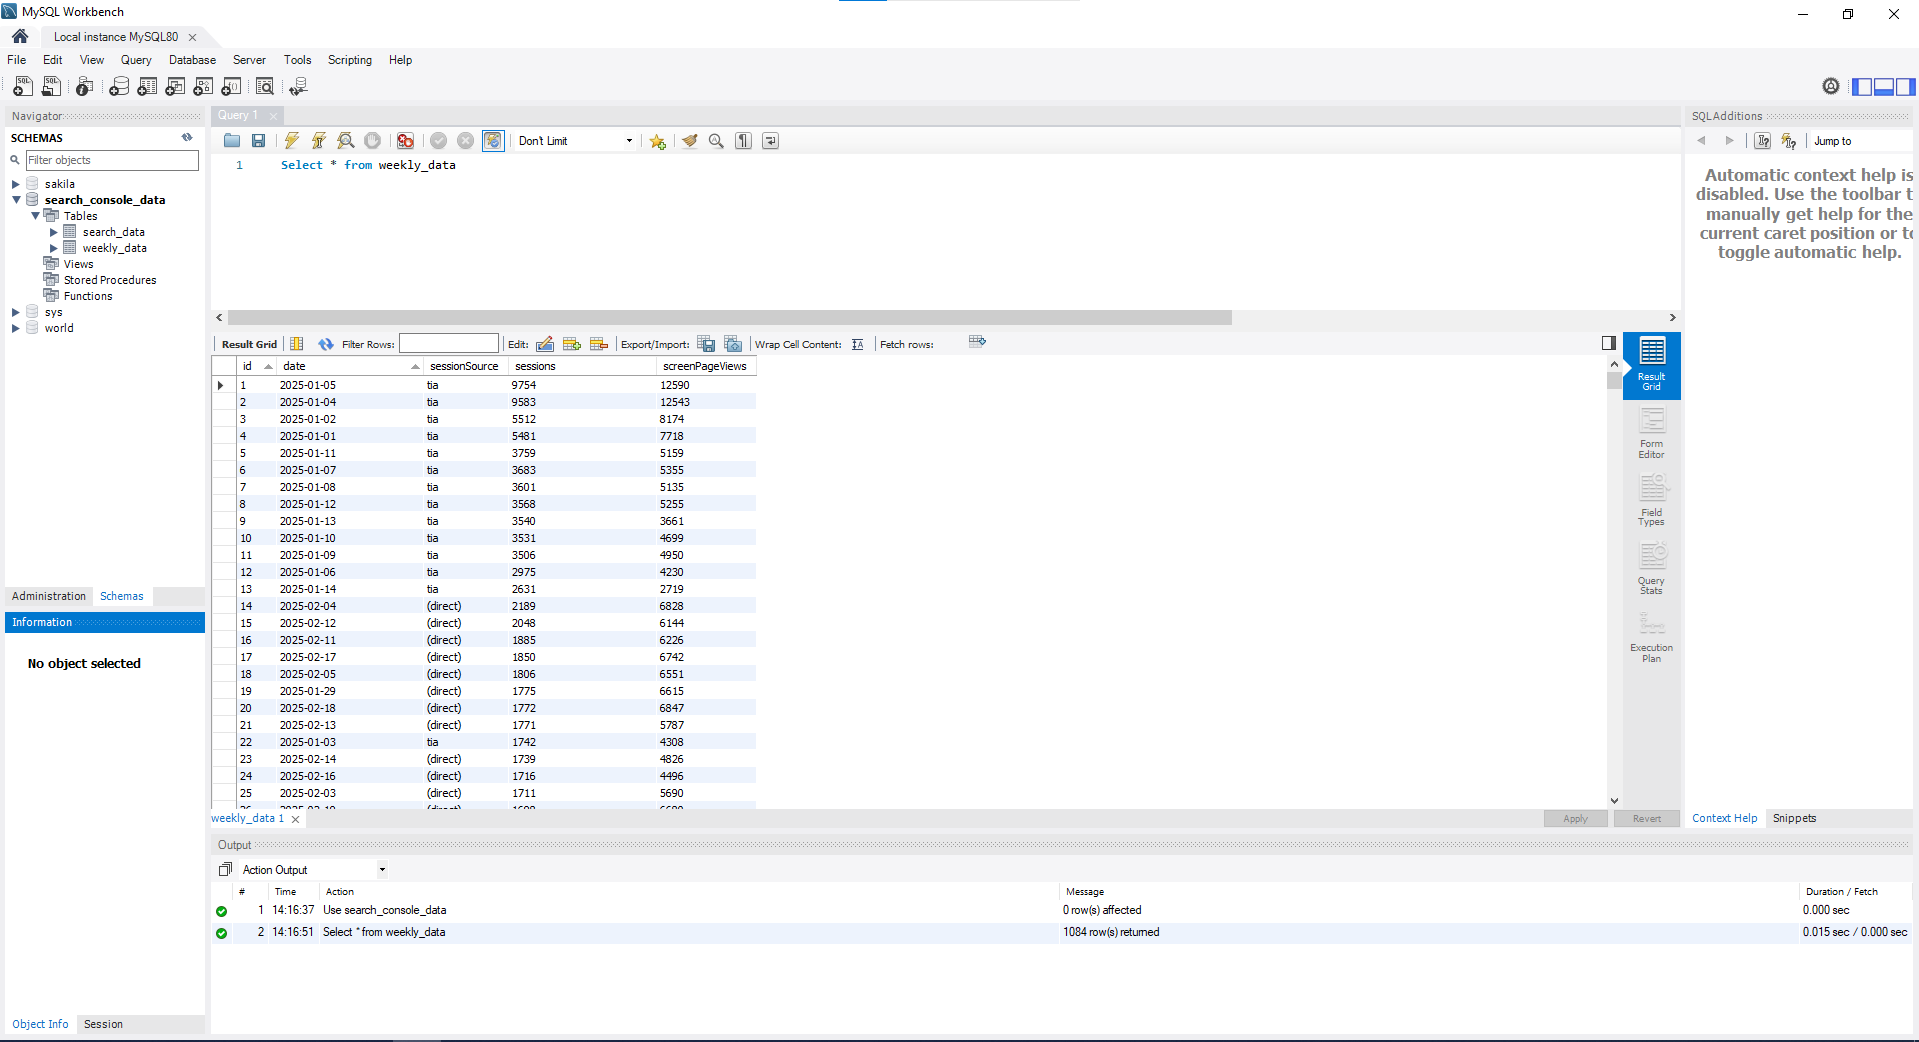 MySQL Workbench
Local instance MySQL80
File Edit View Query Database Server Tools Scripting Help
Navigator
SCHEMAS
Filter objects
sakila
search_console_data
Tables
search_data
weekly_data
Views
Stored Procedures
Functions
sys
world
Administration Schemas
Information
No object selected
Object Info Session
Query 1
Don't Limit
1 Select * from weekly_data
Result Grid Filter Rows: Edit: Export/Import: Wrap Cell Content: Fetch rows:
id date sessionSource sessions screenPageViews
1 2025-01-05 tia 9754 12590
2 2025-01-04 tia 9583 12543
3 2025-01-02 tia 5512 8174
4 2025-01-01 tia 5481 7718
5 2025-01-11 tia 3759 5159
6 2025-01-07 tia 3683 5355
7 2025-01-08 tia 3601 5135
8 2025-01-12 tia 3568 5255
9 2025-01-13 tia 3540 3661
10 2025-01-10 tia 3531 4699
11 2025-01-09 tia 3506 4950
12 2025-01-06 tia 2975 4230
13 2025-01-14 tia 2631 2719
14 2025-02-04 (direct) 2189 6828
15 2025-02-12 (direct) 2048 6144
16 2025-02-11 (direct) 1885 6226
17 2025-02-17 (direct) 1850 6742
18 2025-02-05 (direct) 1806 6551
19 2025-01-29 (direct) 1775 6615
20 2025-02-18 (direct) 1772 6847
21 2025-02-13 (direct) 1771 5787
22 2025-01-03 tia 1742 4308
23 2025-02-14 (direct) 1739 4826
24 2025-02-16 (direct) 1716 4496
25 2025-02-03 (direct) 1711 5690
weekly_data 1
Apply Revert
Result
Grid
Form
Editor
Field
Types
Query
Stats
Execution
Plan
SQLAdditions
Jump to
Automatic context help is
disabled. Use the toolbar t
manually get help for the
current caret position or to
toggle automatic help.
Context Help Snippets
Output
Action Output
# Time Action Message Duration / Fetch
1 14:16:37 Use search_console_data 0 row(s) affected 0.000 sec
2 14:16:51 Select * from weekly_data 1084 row(s) returned 0.015 sec / 0.000 sec